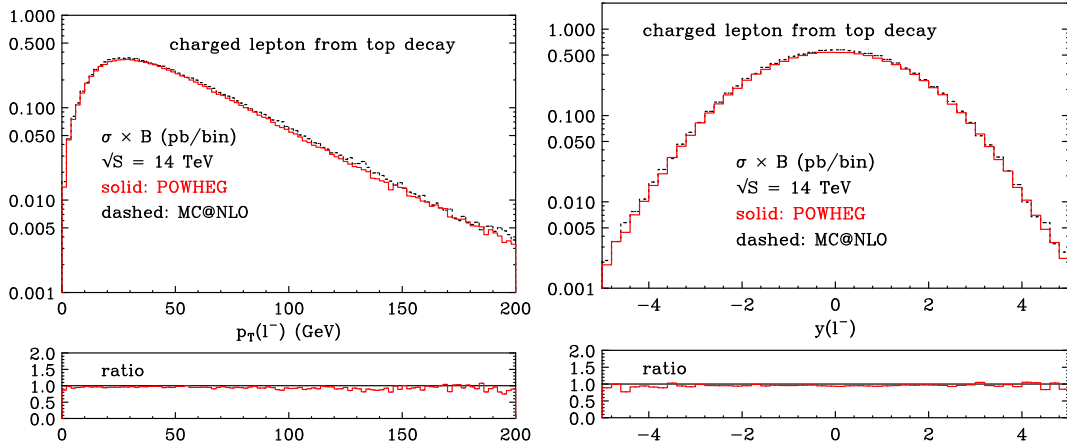 1.000
0.500
0.100
0.050
0.010
0.005
0.001
charged lepton from top decay
σ × B (pb/bin)
√S = 14 TeV
solid: POWHEG
dashed: MC@NLO
0 50 100 150 200
p_T(l⁻) (GeV)
2.0
1.5
1.0
0.5
0.0
ratio
0 50 100 150 200
1.000
0.500
0.100
0.050
0.010
0.005
0.001
charged lepton from top decay
σ × B (pb/bin)
√S = 14 TeV
solid: POWHEG
dashed: MC@NLO
−4 −2 0 2 4
y(l⁻)
2.0
1.5
1.0
0.5
0.0
ratio
−4 −2 0 2 4